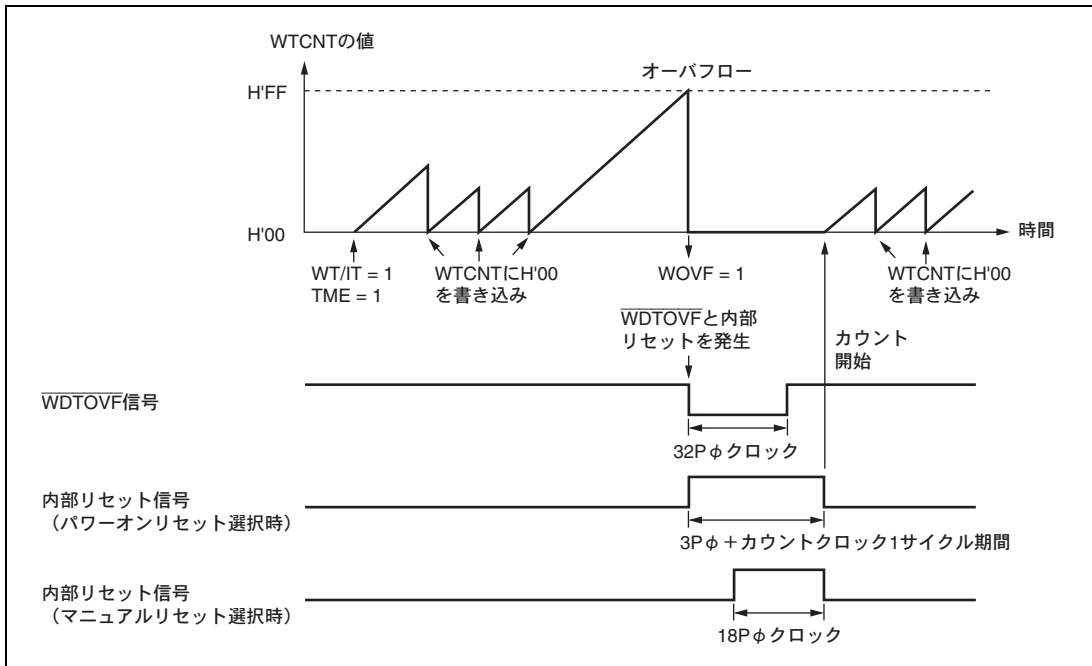 WTCNTの値
オーバフロー
H'FF
H'00
時間
WT/IT = 1
TME = 1
WTCNTにH'00
を書き込み
WOVF = 1
WTCNTにH'00
を書き込み
WDTOVFと内部
リセットを発生
カウント
開始
WDTOVF信号
32Pφクロック
内部リセット信号
（パワーオンリセット選択時）
3Pφ＋カウントクロック1サイクル期間
内部リセット信号
（マニュアルリセット選択時）
18Pφクロック